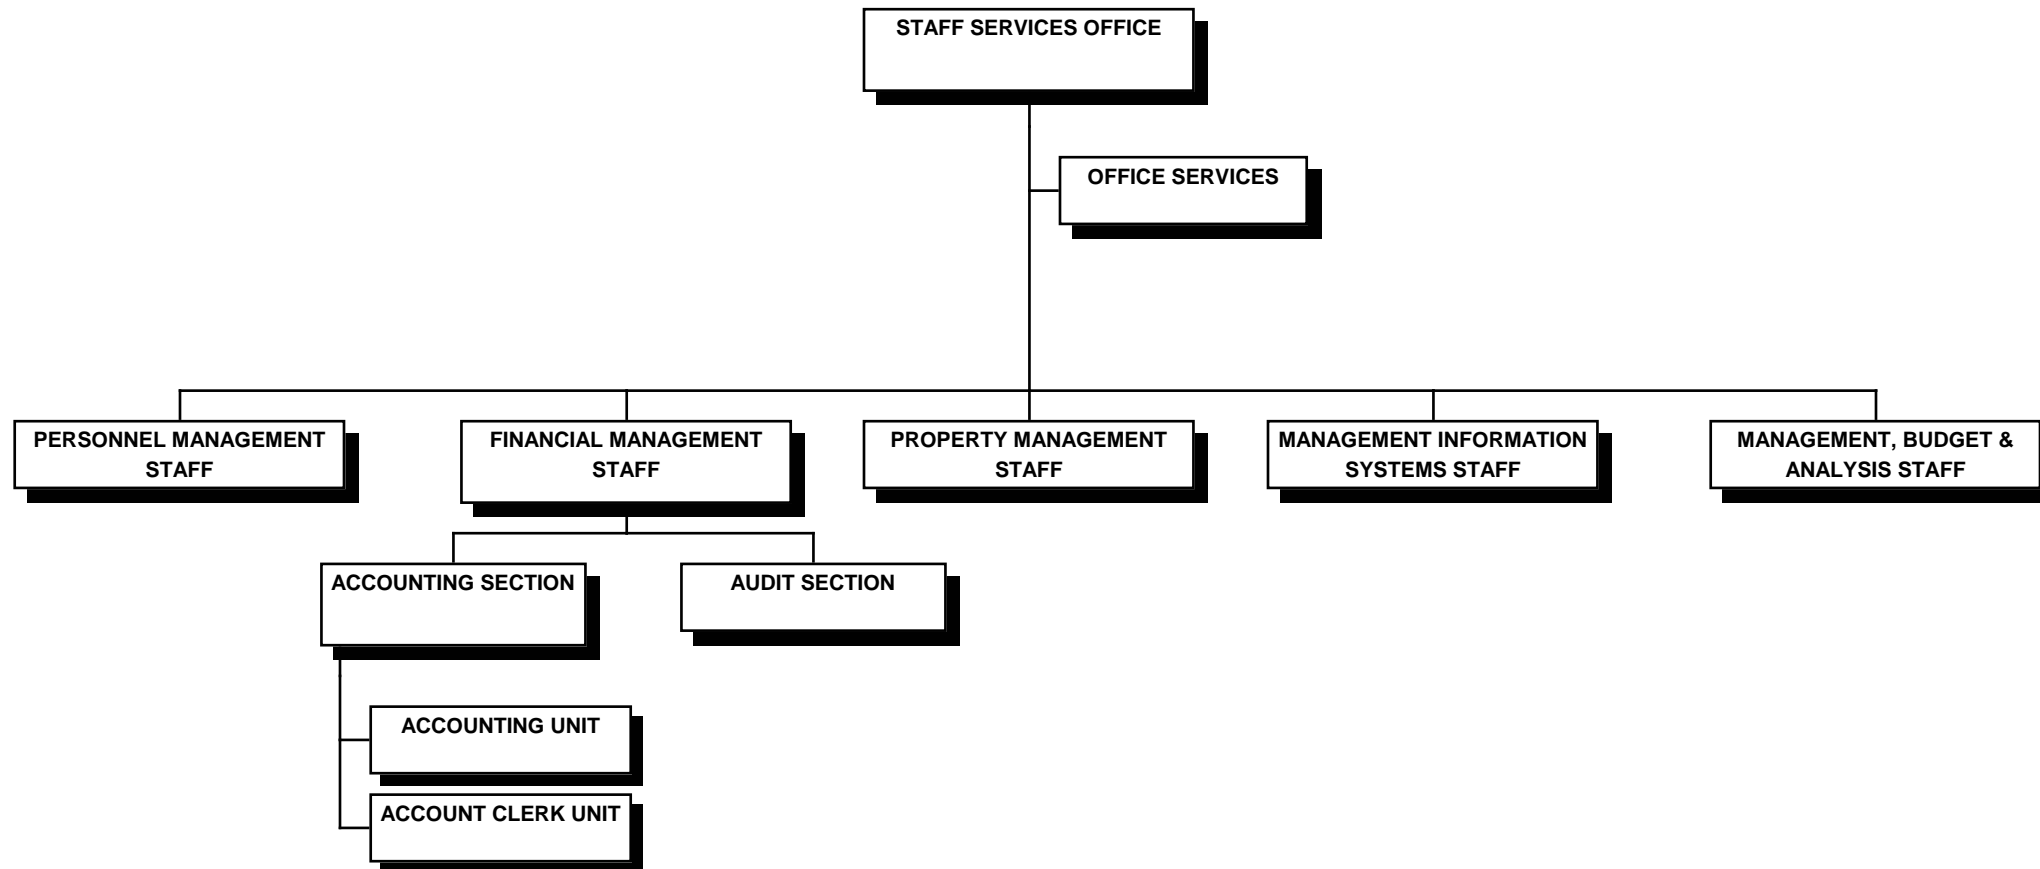 STAFF SERVICES OFFICE
OFFICE SERVICES
PERSONNEL MANAGEMENT
STAFF
FINANCIAL MANAGEMENT
STAFF
PROPERTY MANAGEMENT
STAFF
MANAGEMENT INFORMATION
SYSTEMS STAFF
MANAGEMENT, BUDGET &
ANALYSIS STAFF
ACCOUNTING SECTION
AUDIT SECTION
ACCOUNTING UNIT
ACCOUNT CLERK UNIT